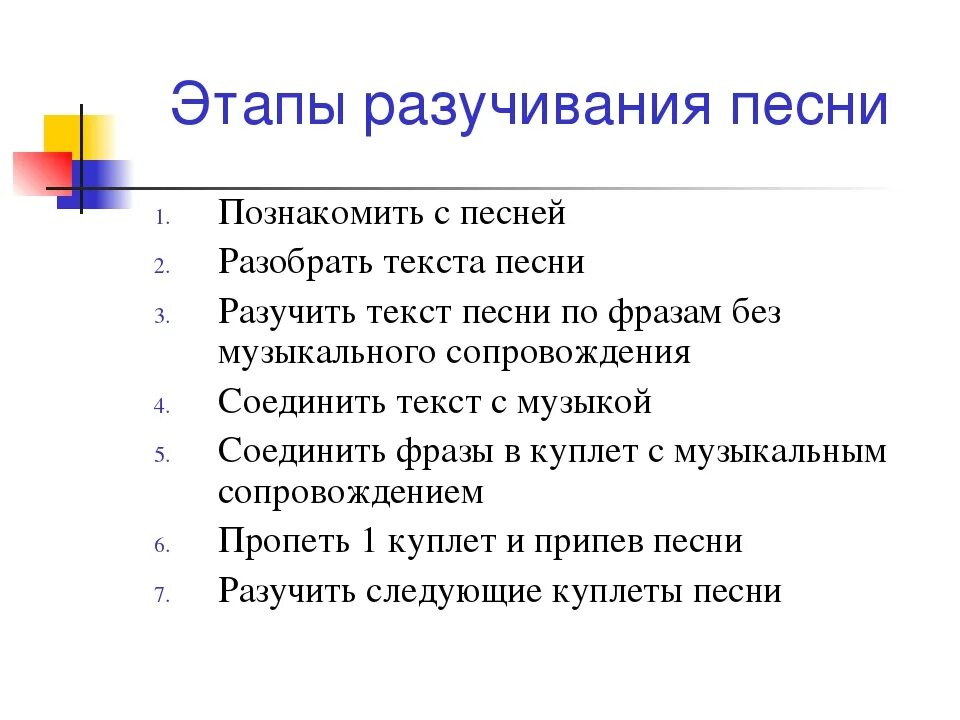 Этапы разучивания песни
1. Познакомить с песней
2. Разобрать текста песни
3. Разучить текст песни по фразам без
музыкального сопровождения
4. Соединить текст с музыкой
5. Соединить фразы в куплет с музыкальным
сопровождением
6. Пропеть 1 куплет и припев песни
7. Разучить следующие куплеты песни